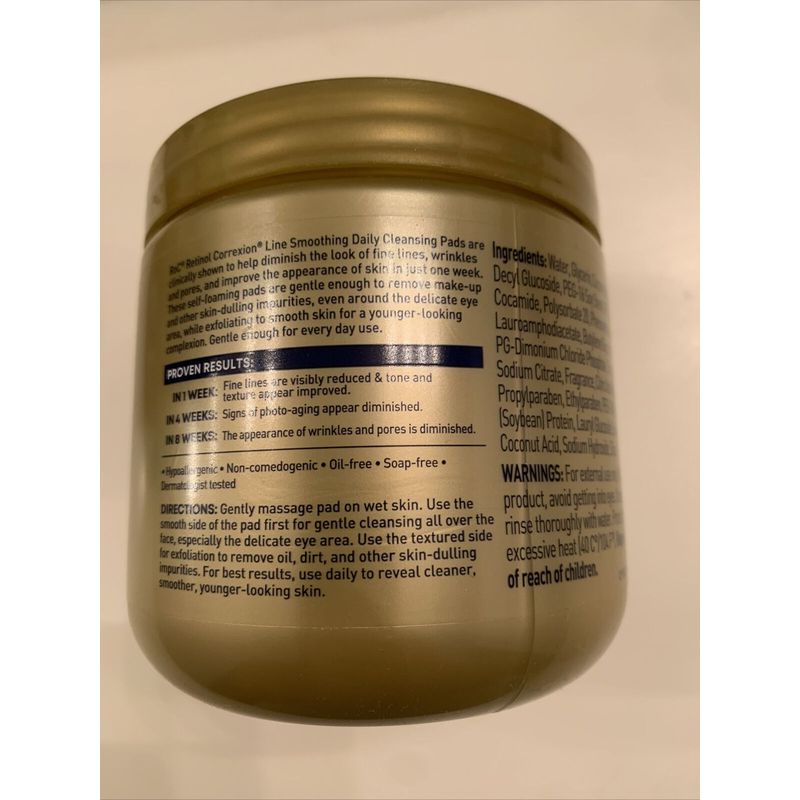 RoC® Retinol Correxion® Line Smoothing Daily Cleansing Pads are
clinically shown to help diminish the look of fine lines, wrinkles
and pores, and improve the appearance of skin in just one week.
These self-foaming pads are gentle enough to remove make-up
and other skin-dulling impurities, even around the delicate eye
area, while exfoliating to smooth skin for a younger-looking
complexion. Gentle enough for every day use.
PROVEN RESULTS:
IN 1 WEEK: Fine lines are visibly reduced & tone and
texture appear improved.
IN 4 WEEKS: Signs of photo-aging appear diminished.
IN 8 WEEKS: The appearance of wrinkles and pores is diminished.
• Hypoallergenic • Non-comedogenic • Oil-free • Soap-free •
Dermatologist tested
DIRECTIONS: Gently massage pad on wet skin. Use the
smooth side of the pad first for gentle cleansing all over the
face, especially the delicate eye area. Use the textured side
for exfoliation to remove oil, dirt, and other skin-dulling
impurities. For best results, use daily to reveal cleaner,
smoother, younger-looking skin.
Ingredients: Water, Glycerin,
Decyl Glucoside, PEG-16
Cocamide, Polysorbate 20,
Lauroamphodiacetate,
PG-Dimonium Chloride
Sodium Citrate, Fragrance,
Propylparaben, Ethylparaben,
(Soybean) Protein, Lauryl
Coconut Acid, Sodium
WARNINGS: For external use
product, avoid getting into eyes.
rinse thoroughly with water.
excessive heat (40 C°/104 F°).
of reach of children.